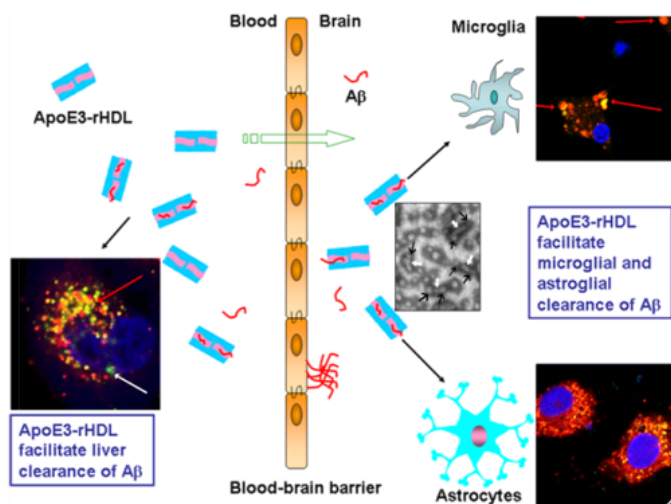 Blood Brain
Microglia
Aβ
ApoE3-rHDL
ApoE3-rHDL
facilitate
microglial and
astroglial
clearance of Aβ
ApoE3-rHDL
facilitate liver
clearance of Aβ
Blood-brain barrier
Astrocytes